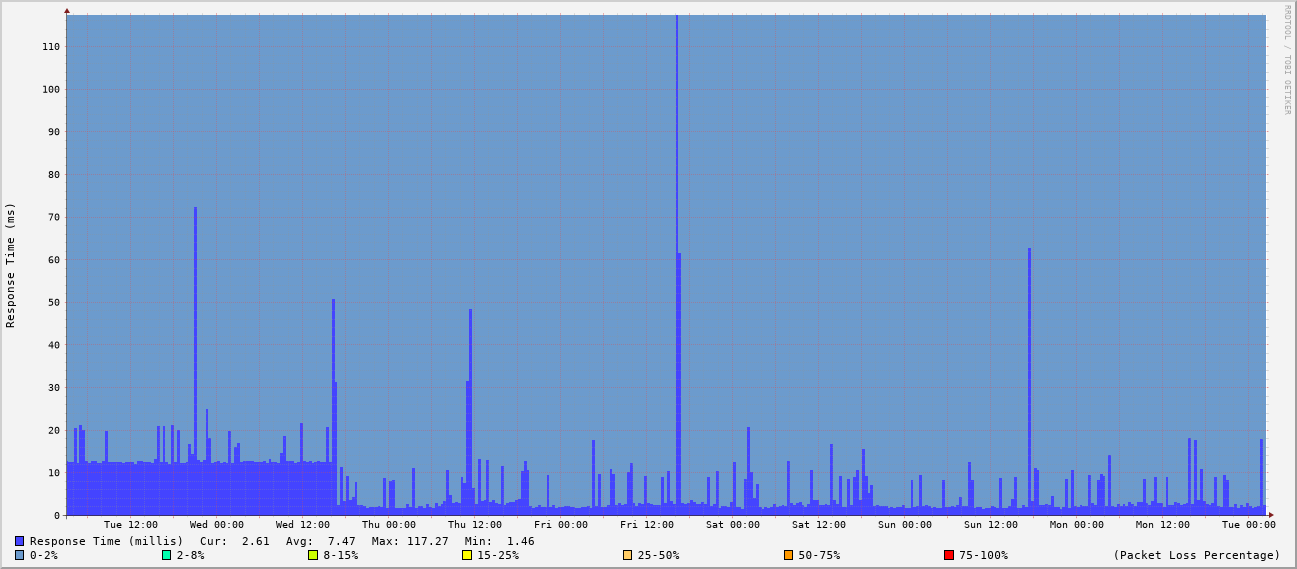 RRDTOOL / TOBI OETIKER
Response Time (ms)
110
100
90
80
70
60
50
40
30
20
10
0
Tue 12:00 Wed 00:00 Wed 12:00 Thu 00:00 Thu 12:00 Fri 00:00 Fri 12:00 Sat 00:00 Sat 12:00 Sun 00:00 Sun 12:00 Mon 00:00 Mon 12:00 Tue 00:00
Response Time (millis) Cur: 2.61 Avg: 7.47 Max: 117.27 Min: 1.46
0-2% 2-8% 8-15% 15-25% 25-50% 50-75% 75-100% (Packet Loss Percentage)